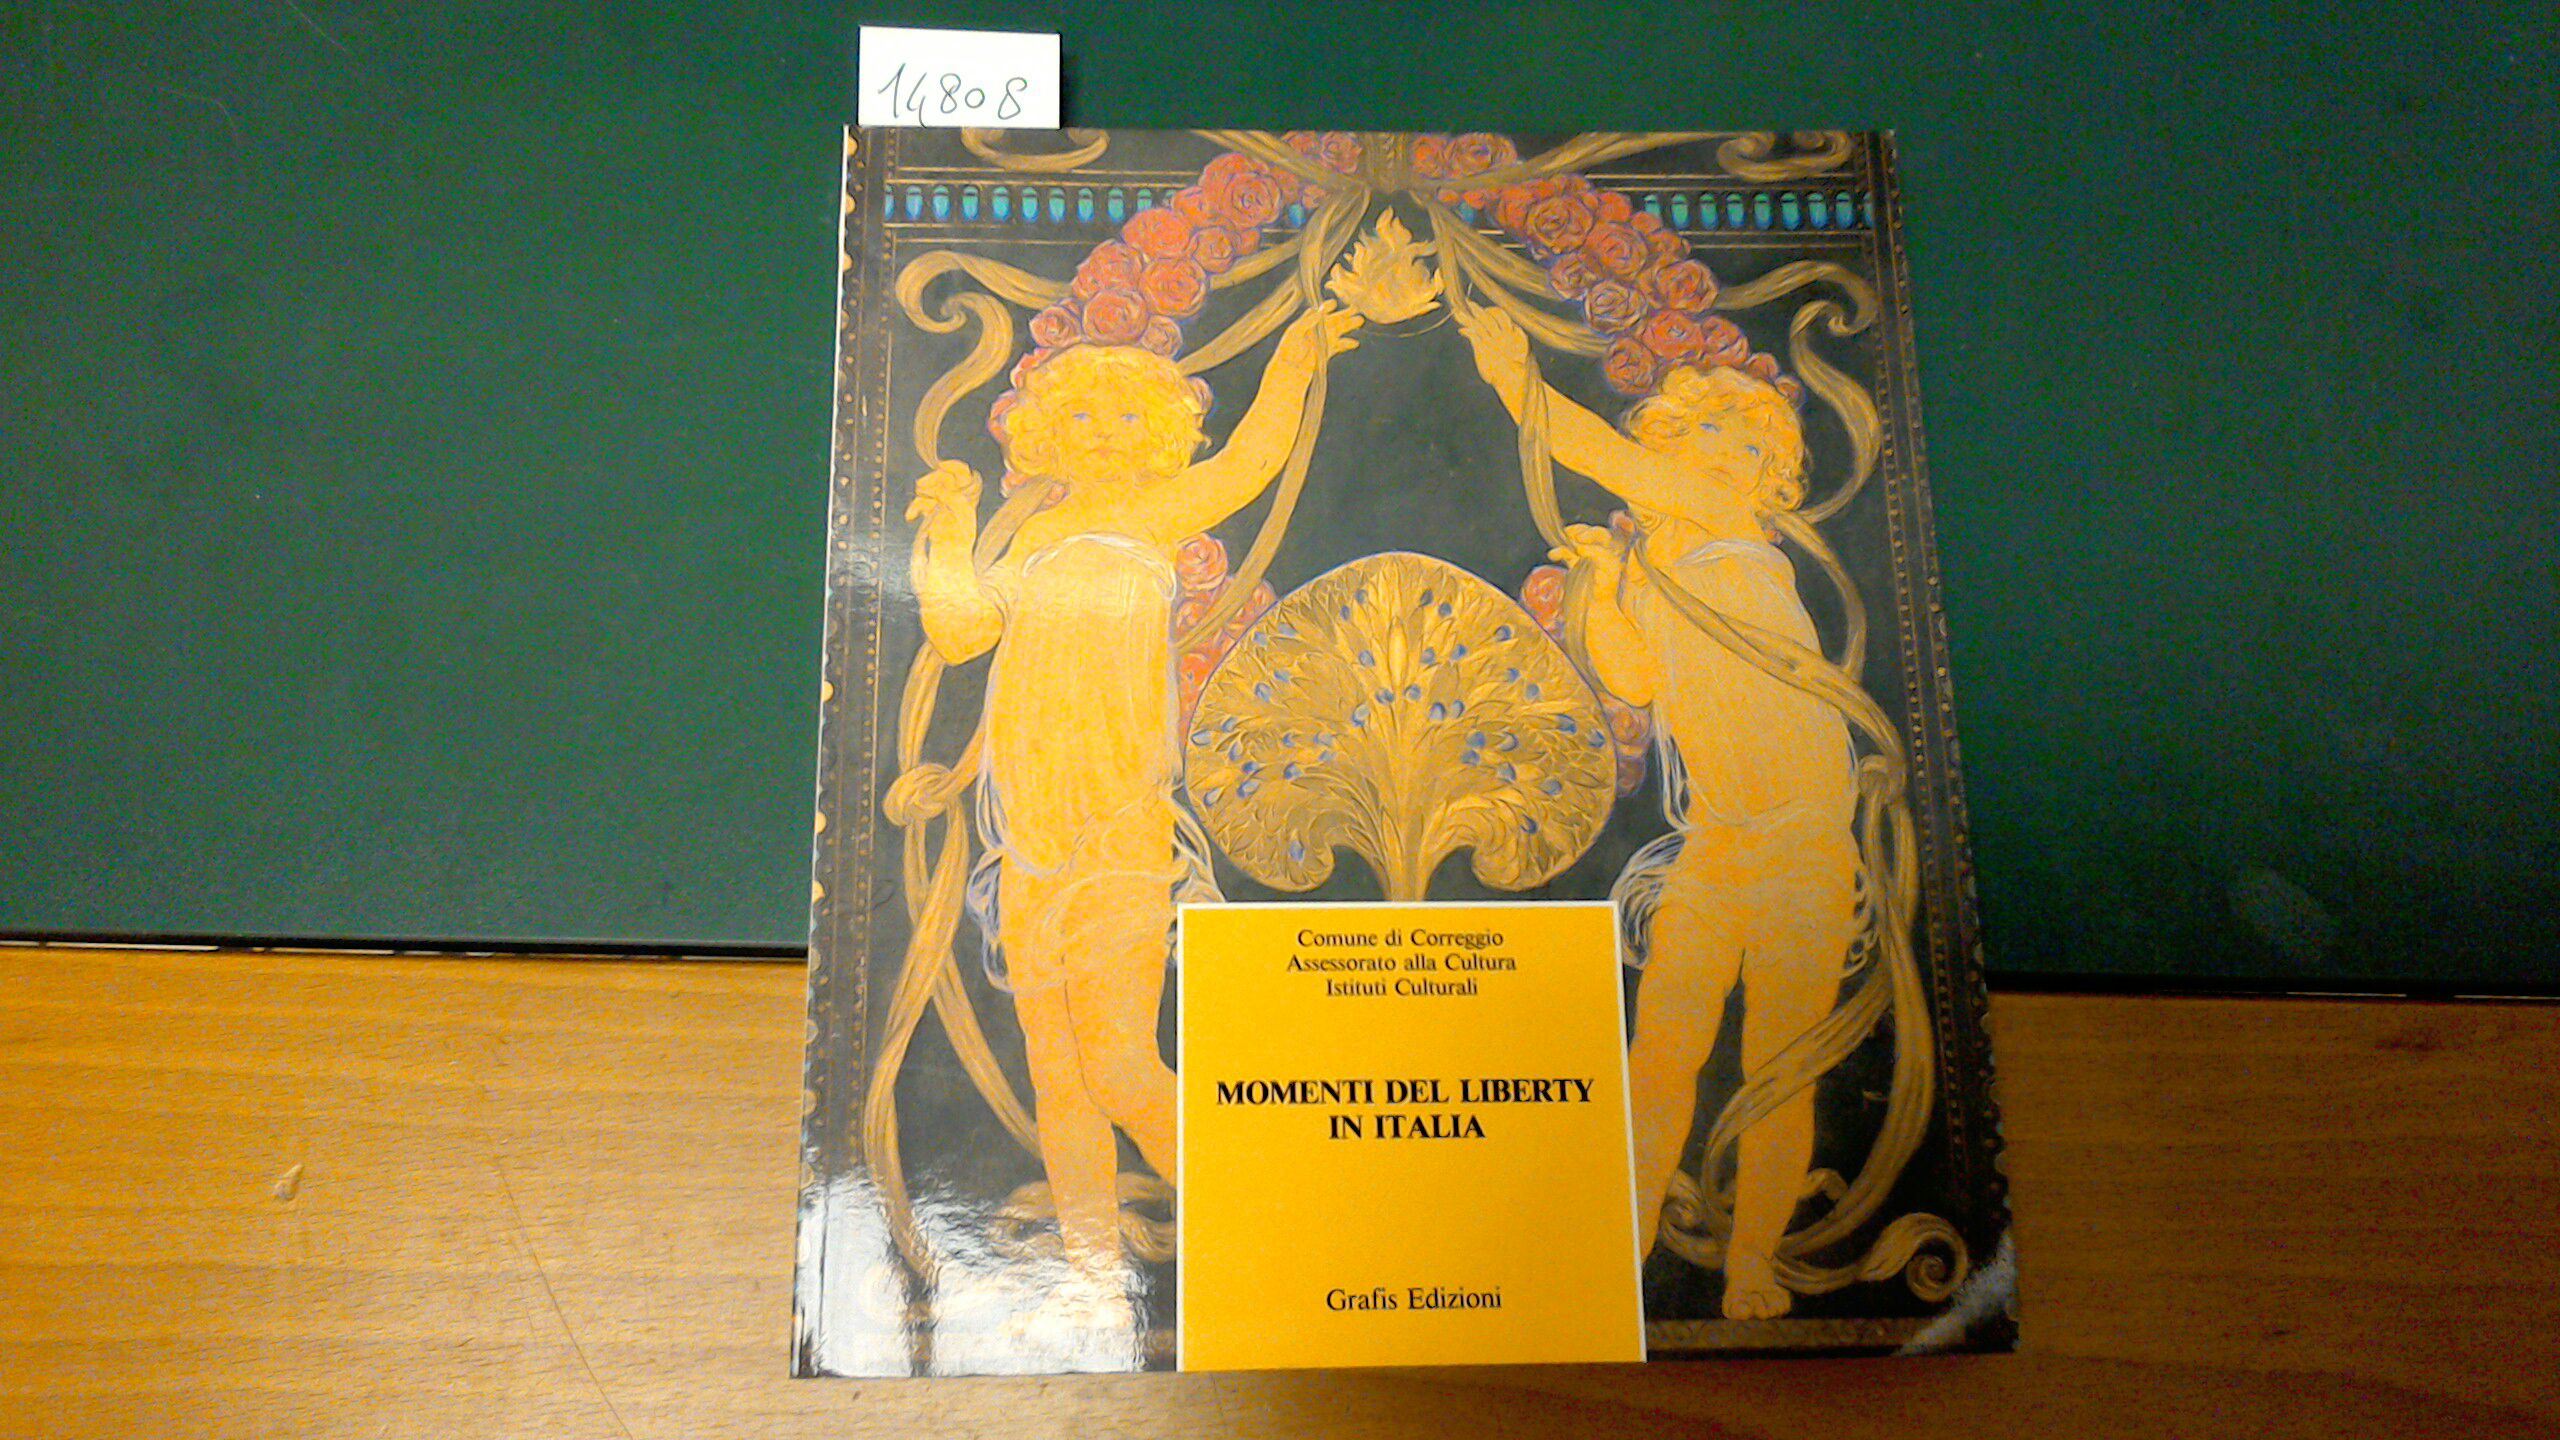 14808
Comune di Correggio
Assessorato alla Cultura
Istituti Culturali
MOMENTI DEL LIBERTY
IN ITALIA
Grafis Edizioni